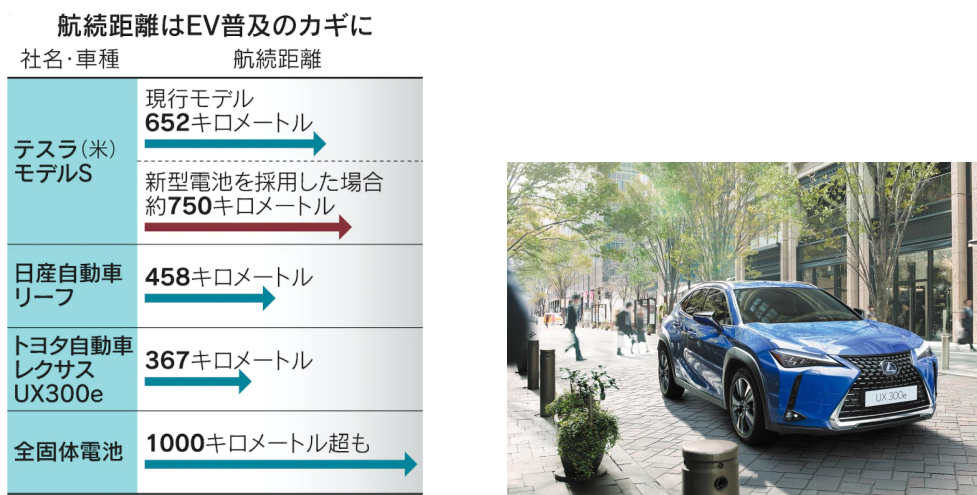 航続距離はEV普及のカギに
社名・車種 航続距離
テスラ(米)
モデルS
現行モデル
652キロメートル
新型電池を採用した場合
約750キロメートル
日産自動車
リーフ
458キロメートル
トヨタ自動車
レクサス
UX300e
367キロメートル
全固体電池
1000キロメートル超も
UX 300e